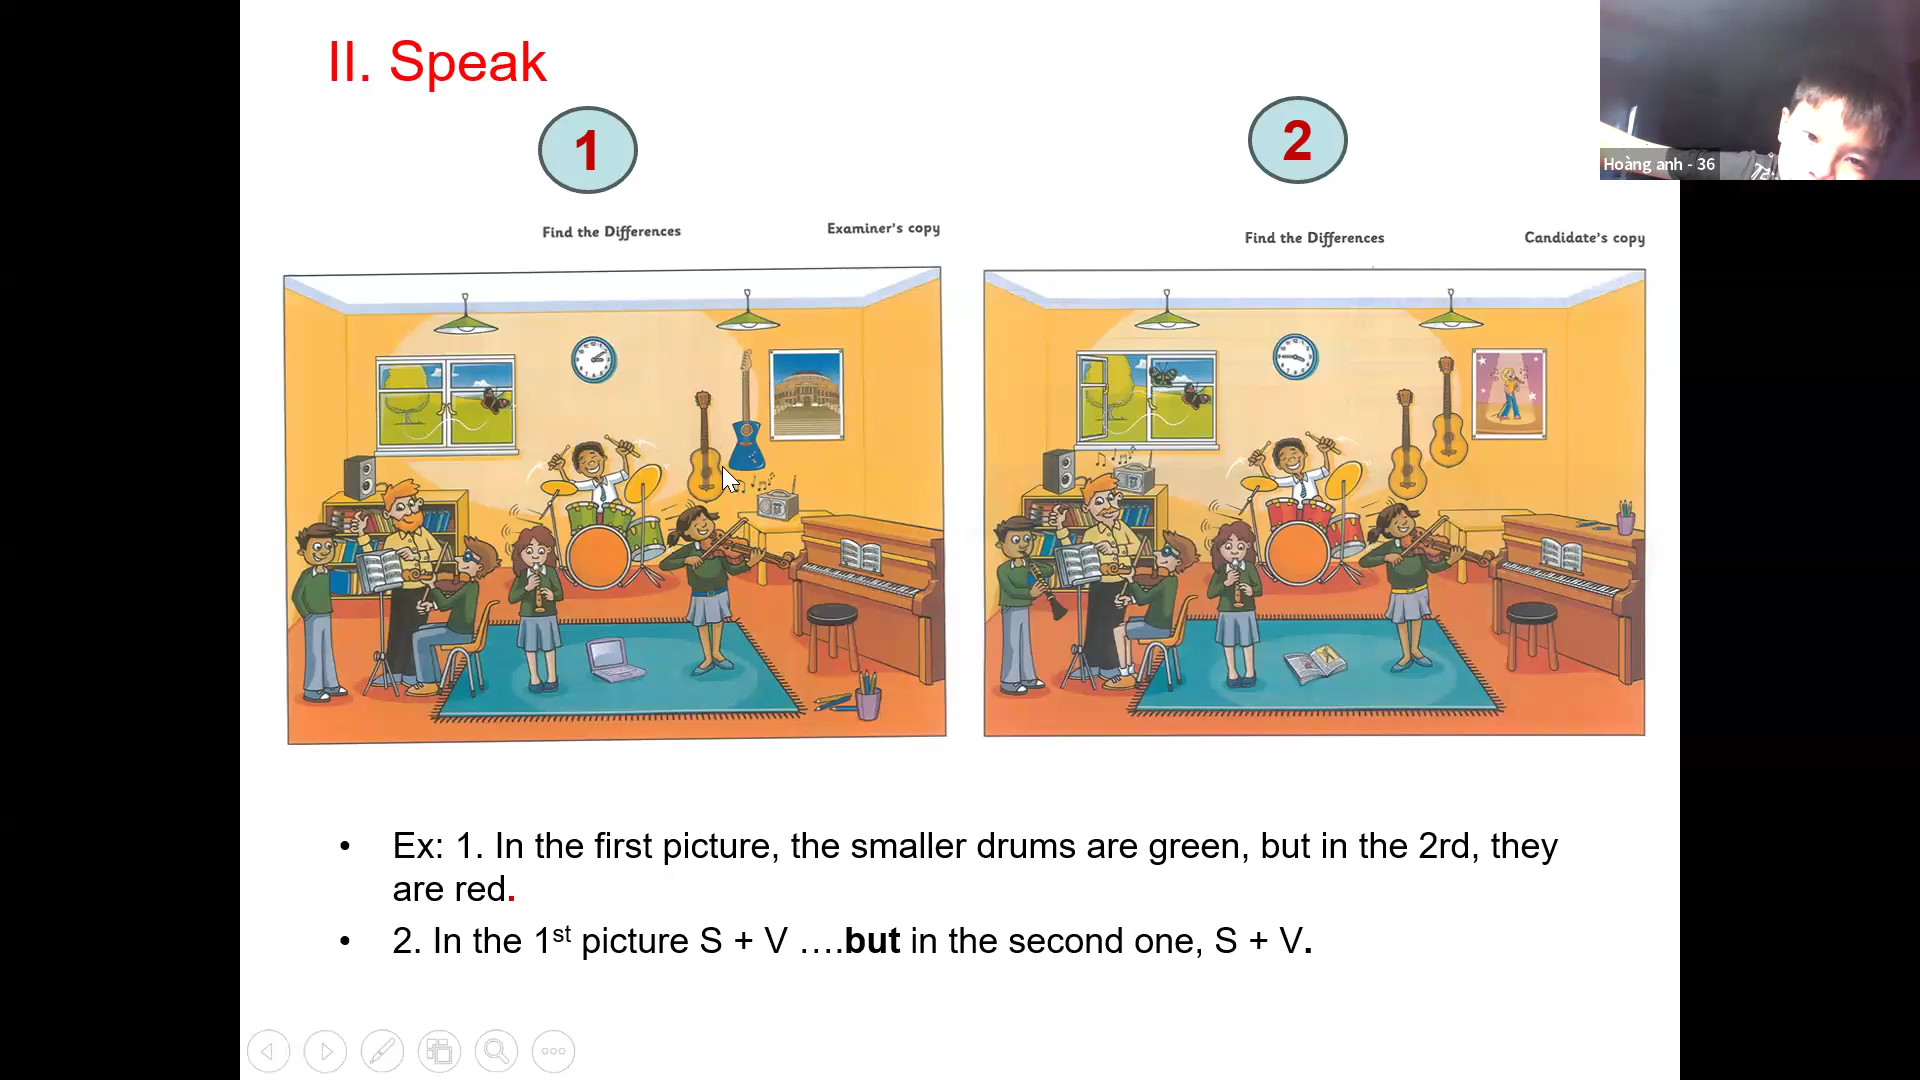 II. Speak
1
2
Hoàng anh - 36
Find the Differences
Examiner's copy
Find the Differences
Candidate's copy
• Ex: 1. In the first picture, the smaller drums are green, but in the 2rd, they
are red.
• 2. In the 1st picture S + V ....but in the second one, S + V.